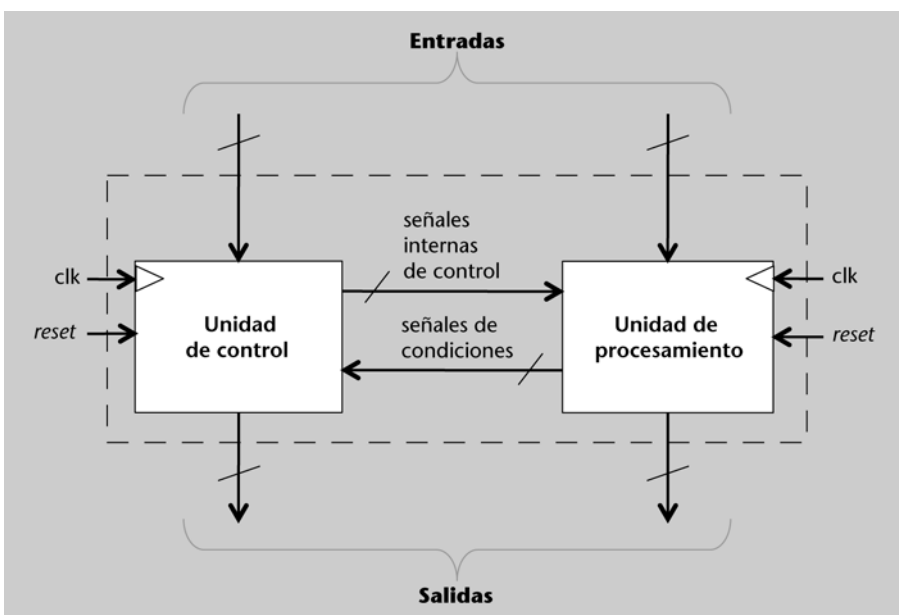 Entradas
señales
internas
de control
clk
clk
reset
reset
Unidad
de control
señales de
condiciones
Unidad de
procesamiento
Salidas